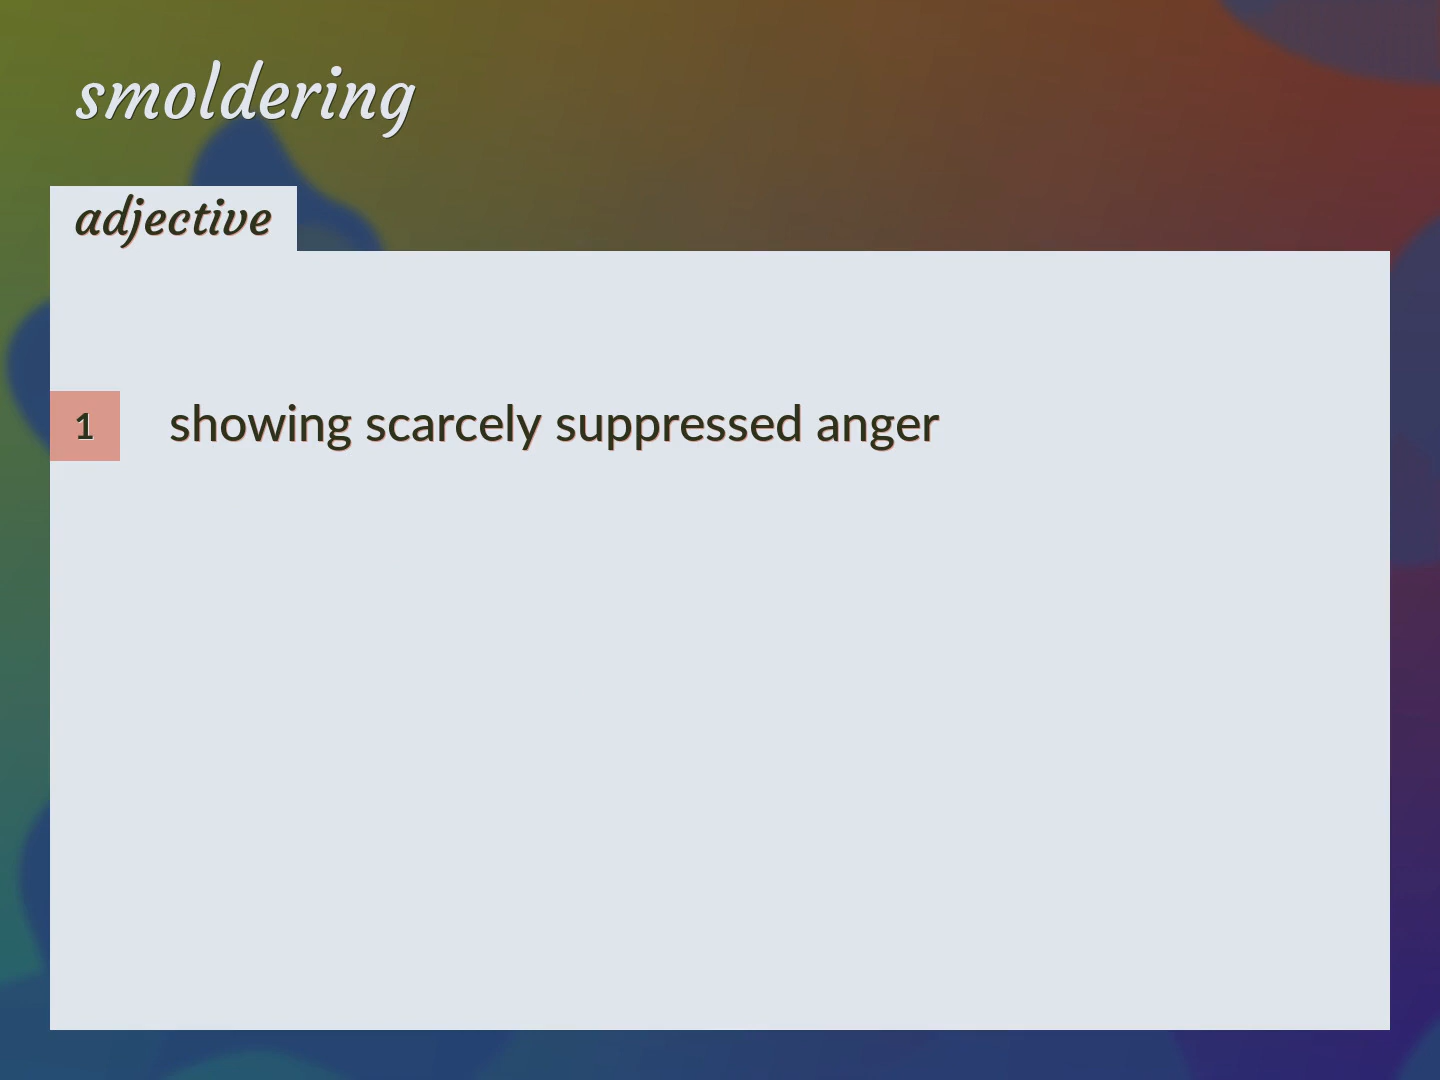 smoldering
adjective
1 showing scarcely suppressed anger